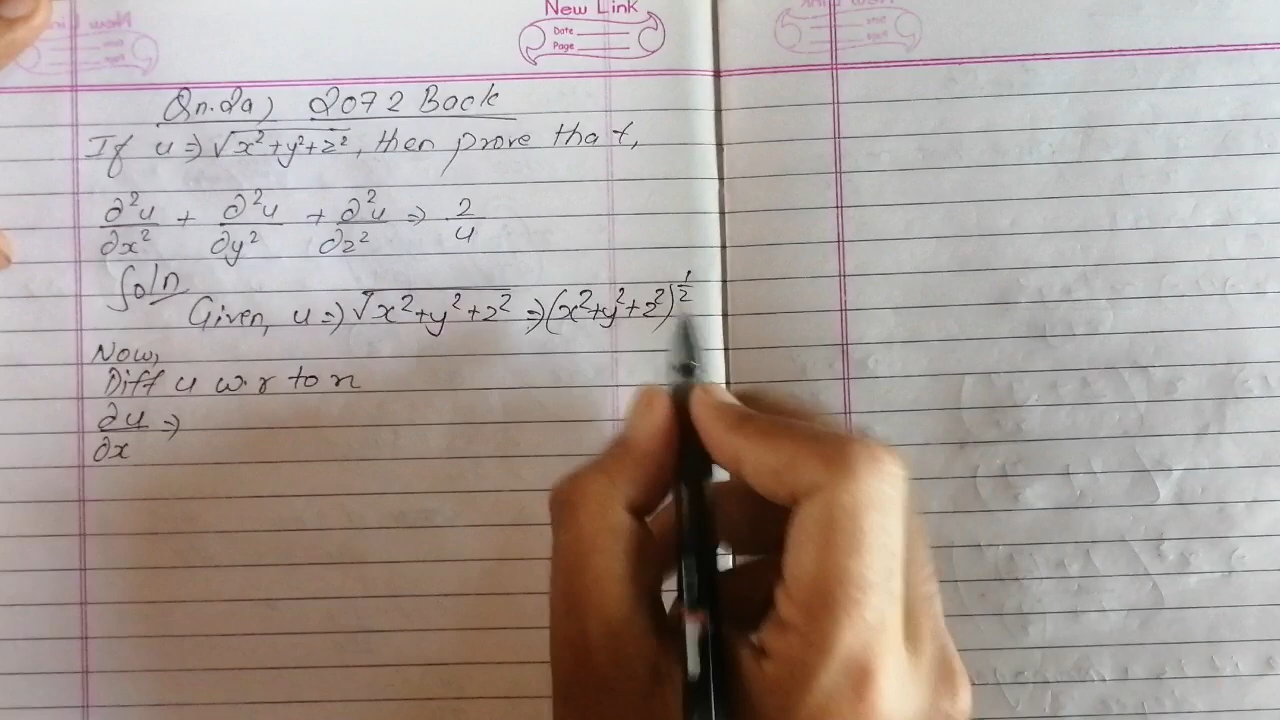 New Link
Date
Page
Qn.2a) 2072 Back
If u => √x²+y²+z², then prove that,
∂²u/∂x² + ∂²u/∂y² + ∂²u/∂z² => 2/u
Soln
Given, u => √x²+y²+z² => (x²+y²+z²)^1/2
Now,
Diff u w.r to x
∂u/∂x =>